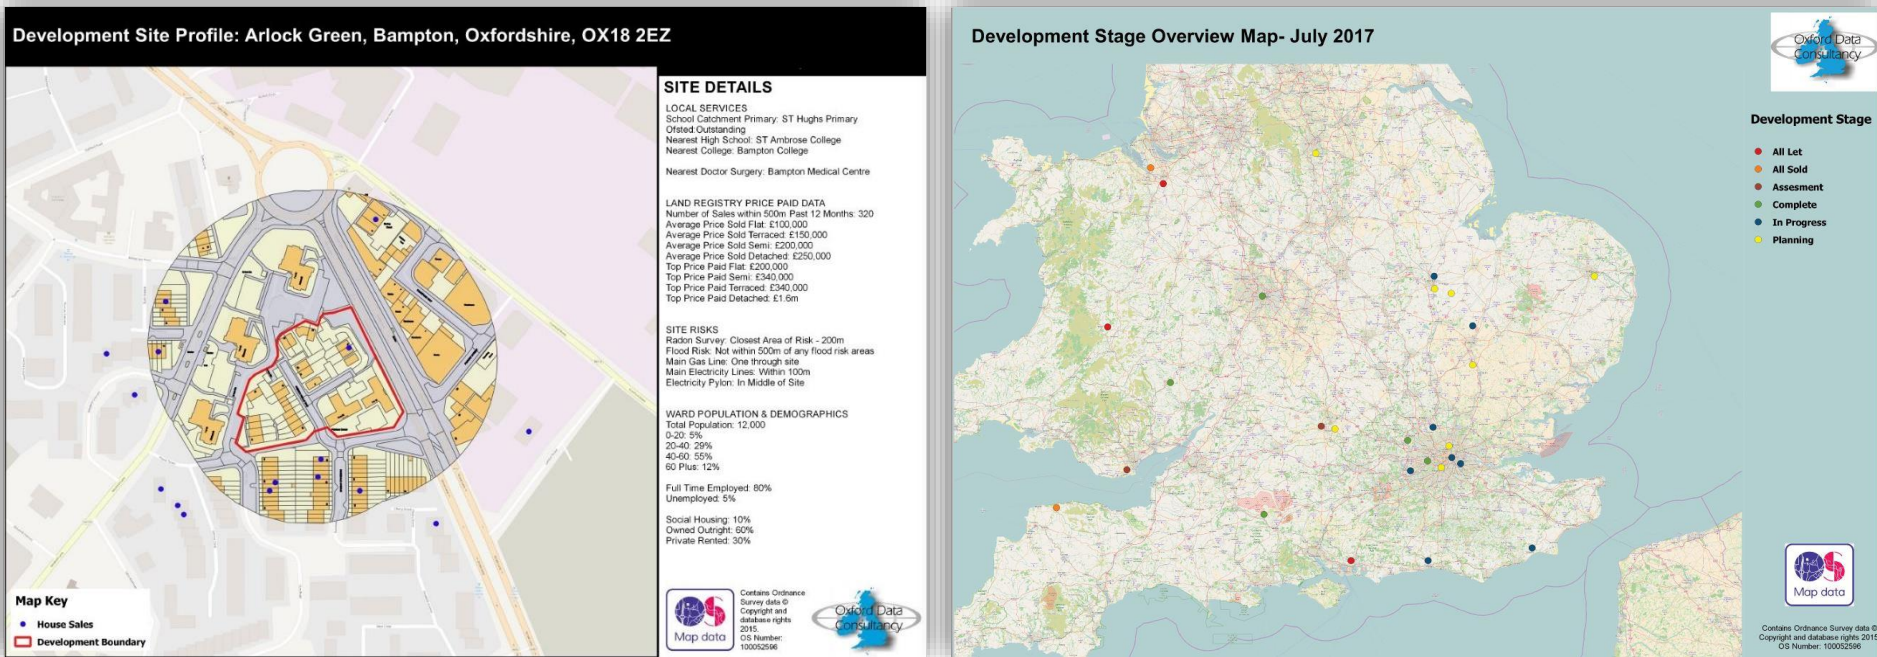 Development Site Profile: Arlock Green, Bampton, Oxfordshire, OX18 2EZ
SITE DETAILS
LOCAL SERVICES
School Catchment Primary: ST Hughs Primary
Ofsted:Outstanding
Nearest High School: ST Ambrose College
Nearest College: Bampton College
Nearest Doctor Surgery: Bampton Medical Centre
LAND REGISTRY PRICE PAID DATA
Number of Sales within 500m Past 12 Months: 320
Average Price Sold Flat: £100,000
Average Price Sold Terraced: £150,000
Average Price Sold Semi: £200,000
Average Price Sold Detached: £250,000
Top Price Paid Flat: £200,000
Top Price Paid Semi: £340,000
Top Price Paid Terraced: £340,000
Top Price Paid Detached: £1.6m
SITE RISKS
Radon Survey: Closest Area of Risk - 200m
Flood Risk: Not within 500m of any flood risk areas
Main Gas Line: One through site
Main Electricity Lines: Within 100m
Electricity Pylon: In Middle of Site
WARD POPULATION & DEMOGRAPHICS
Total Population: 12,000
0-20: 5%
20-40: 29%
40-60: 55%
60 Plus: 12%
Full Time Employed: 80%
Unemployed: 5%
Social Housing: 10%
Owned Outright: 60%
Private Rented: 30%
Map Key
House Sales
Development Boundary
OS
Map data
Contains Ordnance
Survey data ©
Copyright and
database rights
2015.
OS Number:
100052596
Oxford Data
Consultancy
Development Stage Overview Map- July 2017
Oxford Data
Consultancy
Development Stage
All Let
All Sold
Assesment
Complete
In Progress
Planning
OS
Map data
Contains Ordnance Survey data ©
Copyright and database rights 2015
OS Number: 100052596